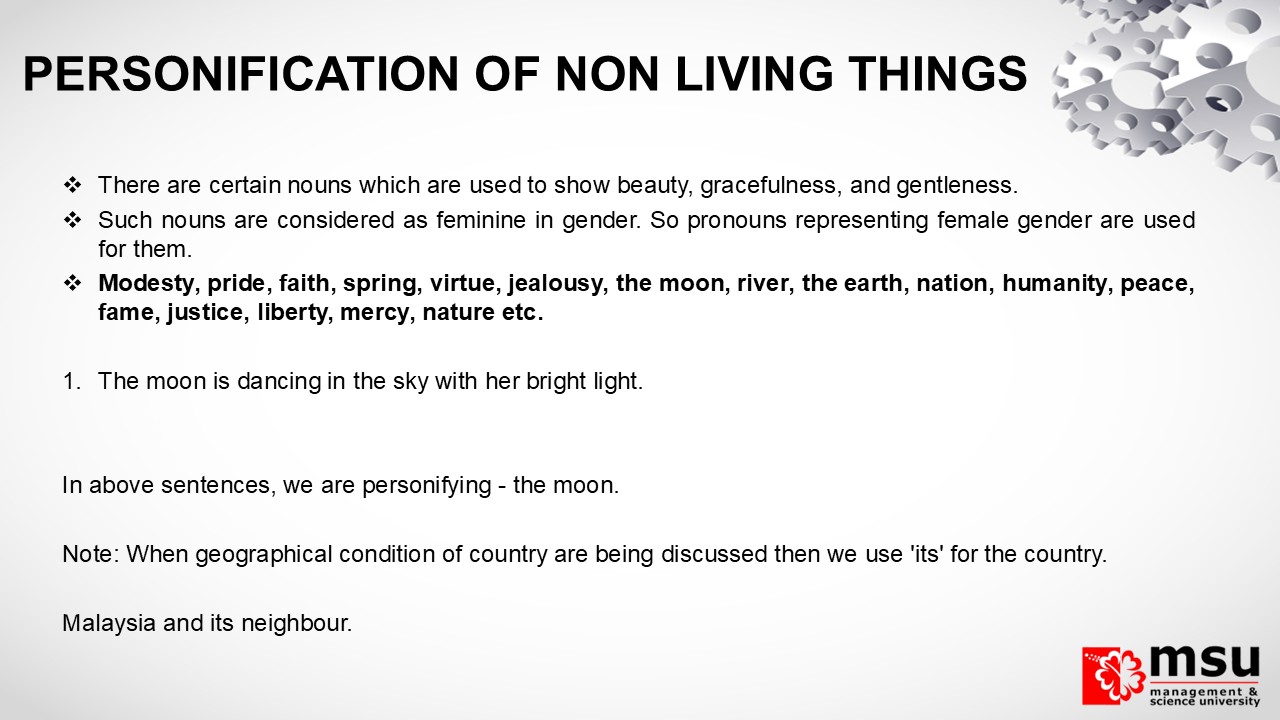 PERSONIFICATION OF NON LIVING THINGS
❖ There are certain nouns which are used to show beauty, gracefulness, and gentleness.
❖ Such nouns are considered as feminine in gender. So pronouns representing female gender are used
for them.
❖ Modesty, pride, faith, spring, virtue, jealousy, the moon, river, the earth, nation, humanity, peace,
fame, justice, liberty, mercy, nature etc.
1. The moon is dancing in the sky with her bright light.
In above sentences, we are personifying - the moon.
Note: When geographical condition of country are being discussed then we use 'its' for the country.
Malaysia and its neighbour.
msu
management &
science university